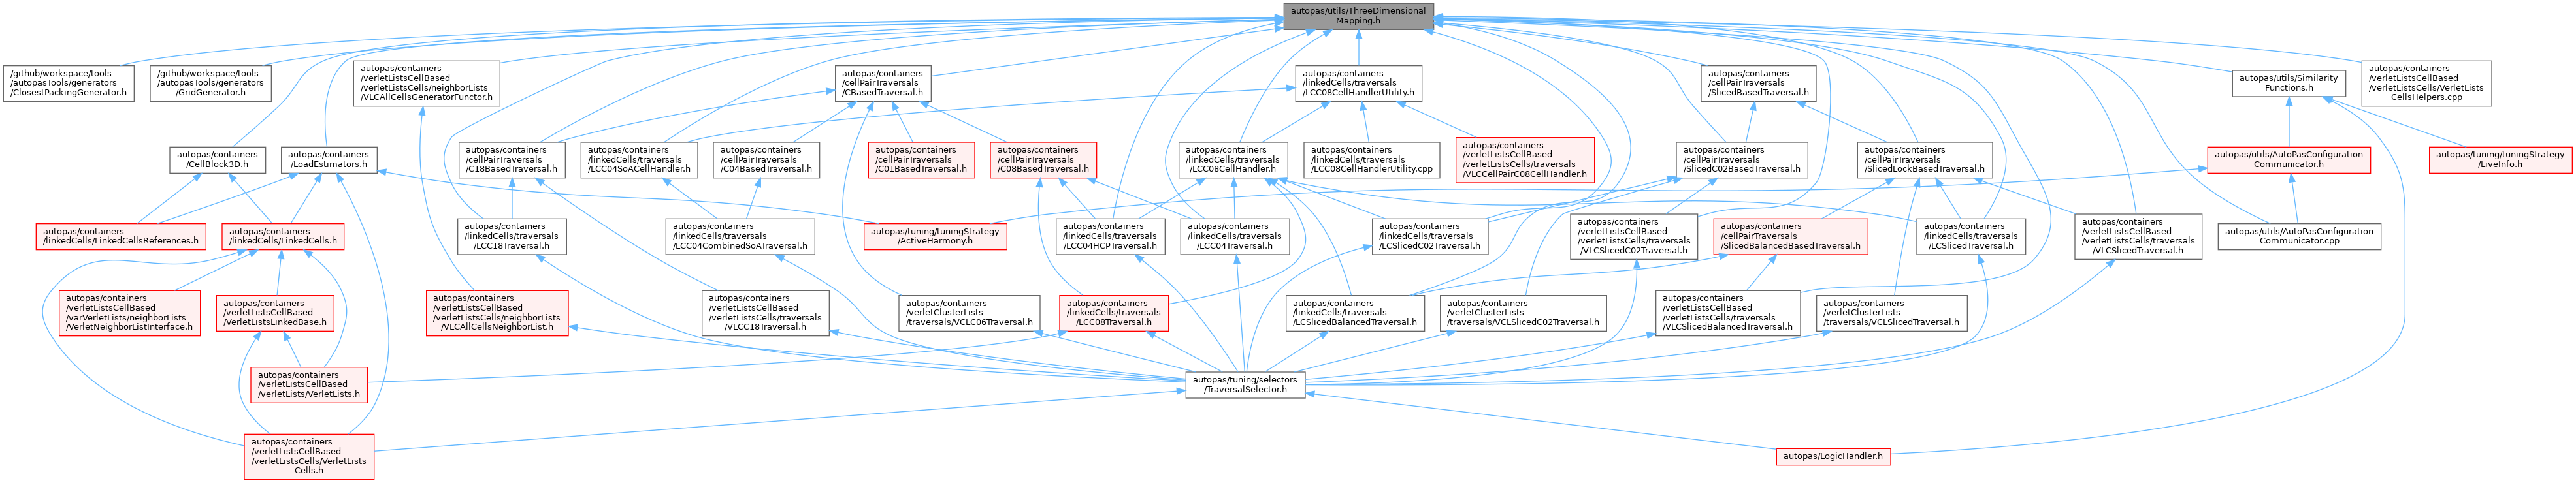 autopas/utils/ThreeDimensional
Mapping.h
/github/workspace/tools
/autopasTools/generators
/ClosestPackingGenerator.h
/github/workspace/tools
/autopasTools/generators
/GridGenerator.h
autopas/containers
/verletListsCellBased
/verletListsCells/neighborLists
/VLCAllCellsGeneratorFunctor.h
autopas/containers
/cellPairTraversals
/CBasedTraversal.h
autopas/containers
/linkedCells/traversals
/LCC08CellHandlerUtility.h
autopas/containers
/cellPairTraversals
/SlicedBasedTraversal.h
autopas/utils/Similarity
Functions.h
autopas/containers
/verletListsCellBased
/verletListsCells/VerletLists
CellsHelpers.cpp
autopas/containers
/CellBlock3D.h
autopas/containers
/LoadEstimators.h
autopas/containers
/cellPairTraversals
/C18BasedTraversal.h
autopas/containers
/linkedCells/traversals
/LCC04SoACellHandler.h
autopas/containers
/cellPairTraversals
/C04BasedTraversal.h
autopas/containers
/cellPairTraversals
/C01BasedTraversal.h
autopas/containers
/cellPairTraversals
/C08BasedTraversal.h
autopas/containers
/linkedCells/traversals
/LCC08CellHandler.h
autopas/containers
/linkedCells/traversals
/LCC08CellHandlerUtility.cpp
autopas/containers
/verletListsCellBased
/verletListsCells/traversals
/VLCCellPairC08CellHandler.h
autopas/containers
/cellPairTraversals
/SlicedC02BasedTraversal.h
autopas/containers
/cellPairTraversals
/SlicedLockBasedTraversal.h
autopas/utils/AutoPasConfiguration
Communicator.h
autopas/tuning/tuningStrategy
/LiveInfo.h
autopas/containers
/linkedCells/LinkedCellsReferences.h
autopas/containers
/linkedCells/LinkedCells.h
autopas/containers
/linkedCells/traversals
/LCC18Traversal.h
autopas/containers
/linkedCells/traversals
/LCC04CombinedSoATraversal.h
autopas/tuning/tuningStrategy
/ActiveHarmony.h
autopas/containers
/linkedCells/traversals
/LCC04HCPTraversal.h
autopas/containers
/linkedCells/traversals
/LCC04Traversal.h
autopas/containers
/linkedCells/traversals
/LCSlicedC02Traversal.h
autopas/containers
/verletListsCellBased
/verletListsCells/traversals
/VLCSlicedC02Traversal.h
autopas/containers
/cellPairTraversals
/SlicedBalancedBasedTraversal.h
autopas/containers
/linkedCells/traversals
/LCSlicedTraversal.h
autopas/containers
/verletListsCellBased
/verletListsCells/traversals
/VLCSlicedTraversal.h
autopas/utils/AutoPasConfiguration
Communicator.cpp
autopas/containers
/verletListsCellBased
/varVerletLists/neighborLists
/VerletNeighborListInterface.h
autopas/containers
/verletListsCellBased
/VerletListsLinkedBase.h
autopas/containers
/verletListsCellBased
/verletListsCells/neighborLists
/VLCAllCellsNeighborList.h
autopas/containers
/verletListsCellBased
/verletListsCells/traversals
/VLCC18Traversal.h
autopas/containers
/verletClusterLists
/traversals/VCLC06Traversal.h
autopas/containers
/linkedCells/traversals
/LCC08Traversal.h
autopas/containers
/linkedCells/traversals
/LCSlicedBalancedTraversal.h
autopas/containers
/verletClusterLists
/traversals/VCLSlicedC02Traversal.h
autopas/containers
/verletListsCellBased
/verletListsCells/traversals
/VLCSlicedBalancedTraversal.h
autopas/containers
/verletClusterLists
/traversals/VCLSlicedTraversal.h
autopas/containers
/verletListsCellBased
/verletLists/VerletLists.h
autopas/tuning/selectors
/TraversalSelector.h
autopas/containers
/verletListsCellBased
/verletListsCells/VerletLists
Cells.h
autopas/LogicHandler.h